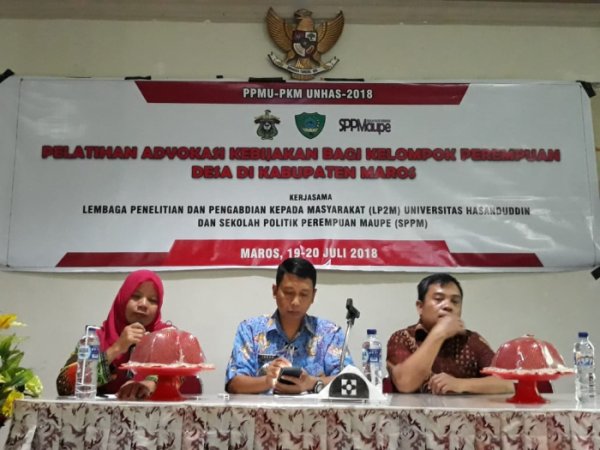 PPMU-PKM UNHAS-2018
SPPMaupe
PELATIHAN ADVOKASI KEBIJAKAN BAGI KELOMPOK PEREMPUAN
DESA DI KABUPATEN MAROS
KERJASAMA
LEMBAGA PENELITIAN DAN PENGABDIAN KEPADA MASYARAKAT (LP2M) UNIVERSITAS HASANUDDIN
DAN SEKOLAH POLITIK PEREMPUAN MAUPE (SPPM)
MAROS, 19-20 JULI 2018